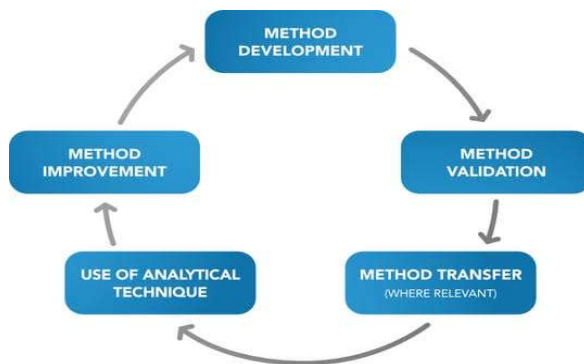 METHOD
DEVELOPMENT
METHOD
VALIDATION
METHOD TRANSFER
(WHERE RELEVANT)
USE OF ANALYTICAL
TECHNIQUE
METHOD
IMPROVEMENT